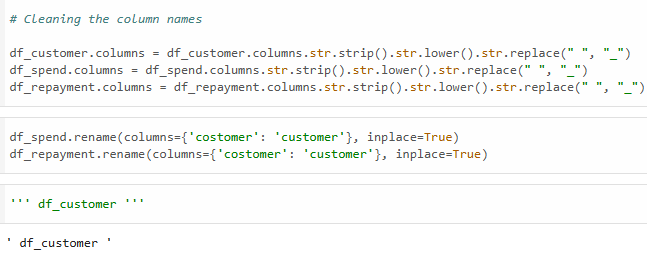 # Cleaning the column names
df_customer.columns = df_customer.columns.str.strip().str.lower().str.replace(" ", "_")
df_spend.columns = df_spend.columns.str.strip().str.lower().str.replace(" ", "_")
df_repayment.columns = df_repayment.columns.str.strip().str.lower().str.replace(" ", "_")
df_spend.rename(columns={'costomer': 'customer'}, inplace=True)
df_repayment.rename(columns={'costomer': 'customer'}, inplace=True)
''' df_customer '''
' df_customer '